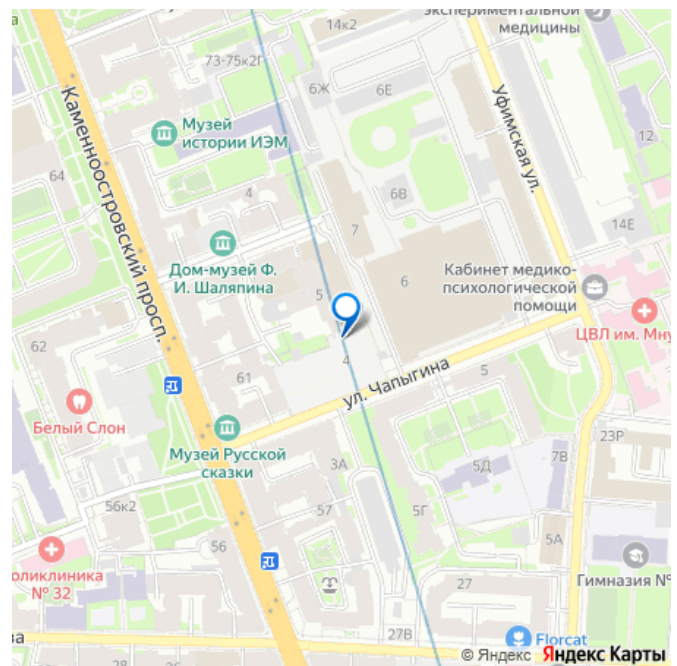 экспериментальной
медицины
14к2
73-75к2Г
6Ж
6Е
Музей
истории ИЭМ
Уфимская ул.
12
Каменноостровский просп.
64
4
6В
14Е
7
Дом-музей Ф.
И. Шаляпина
Кабинет медико-
психологической
помощи
5
6
ЦВЛ им. Мну
62
4
61
ул. Чапыгина
5
Белый Слон
Музей Русской
сказки
23Р
3А
5Д
7В
56к2
57
5Г
5А
56
оликлиника
№ 32
Гимназия №
27
ва
28
27В
Florcat
© Яндекс Яндекс Карты